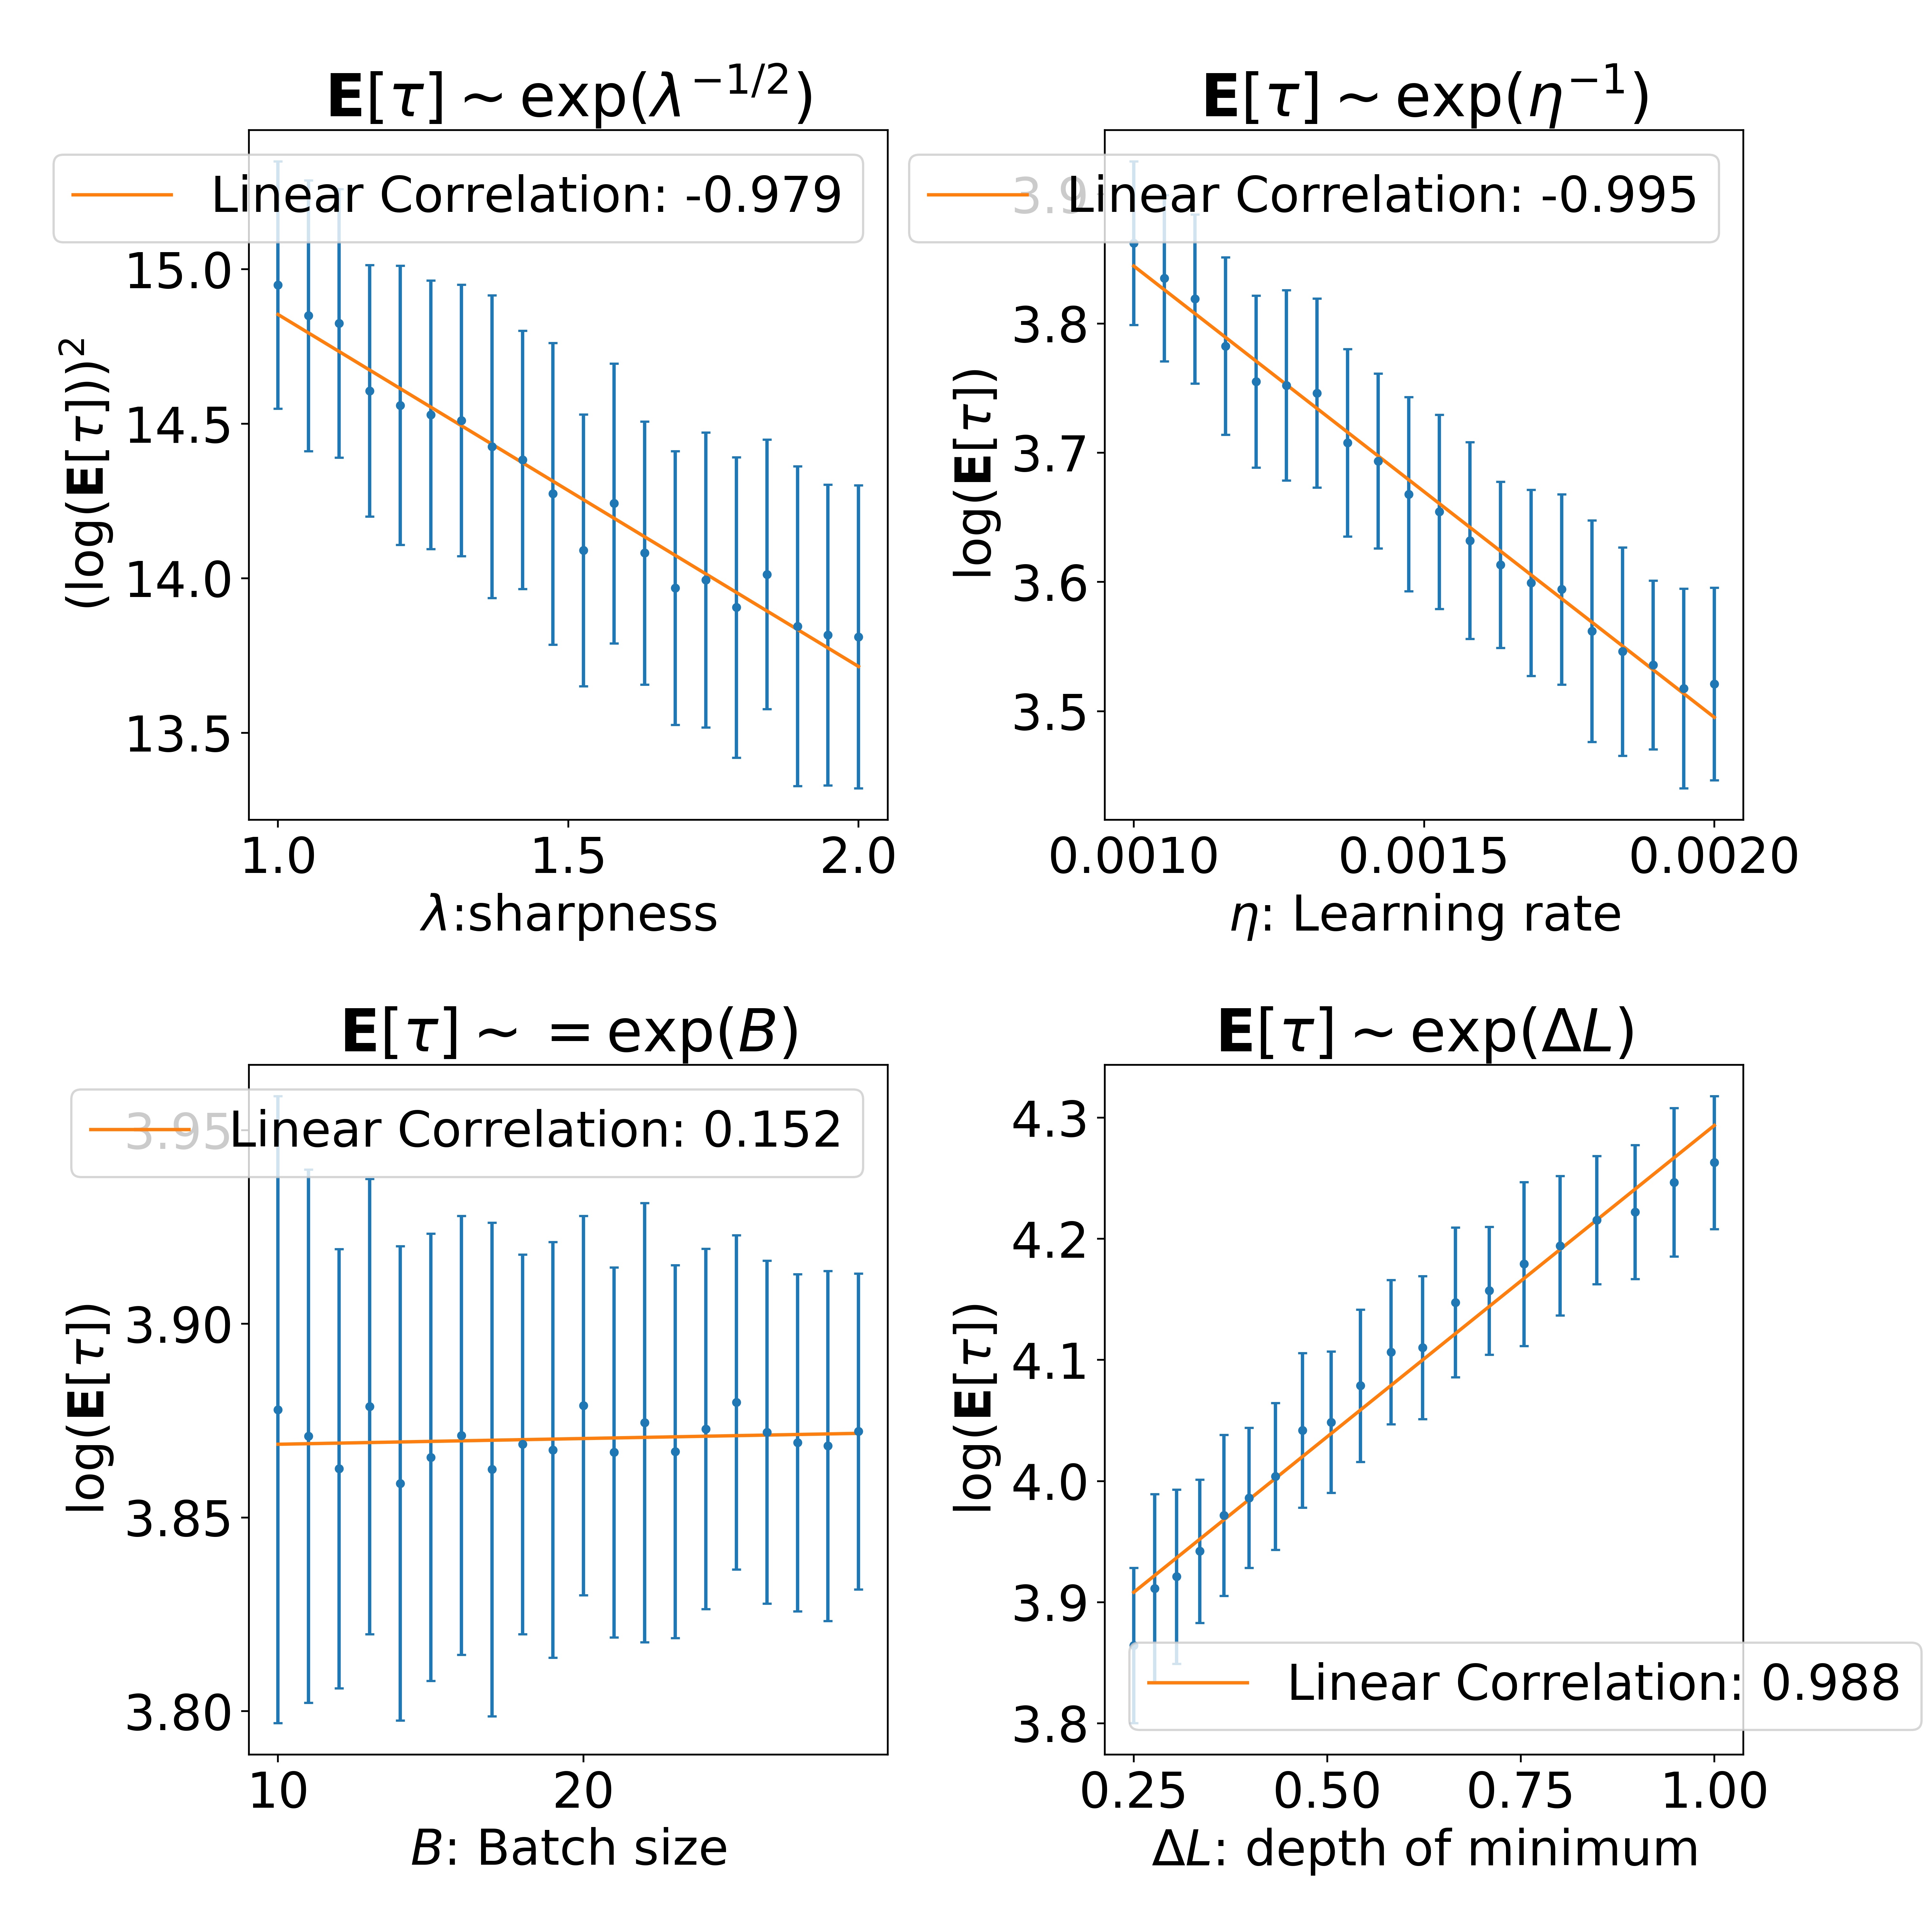 E[τ] ∼ exp(λ^{−1/2})
Linear Correlation: -0.979
15.0
14.5
14.0
13.5
(log(E[τ]))²
1.0 1.5 2.0
λ:sharpness
E[τ] ∼ exp(η^{−1})
Linear Correlation: -0.995
3.9
3.8
3.7
3.6
3.5
log(E[τ])
0.0010 0.0015 0.0020
η: Learning rate
E[τ] ∼ = exp(B)
Linear Correlation: 0.152
3.95
3.90
3.85
3.80
log(E[τ])
10 20
B: Batch size
E[τ] ∼ exp(ΔL)
4.3
4.2
4.1
4.0
3.9
3.8
log(E[τ])
Linear Correlation: 0.988
0.25 0.50 0.75 1.00
ΔL: depth of minimum